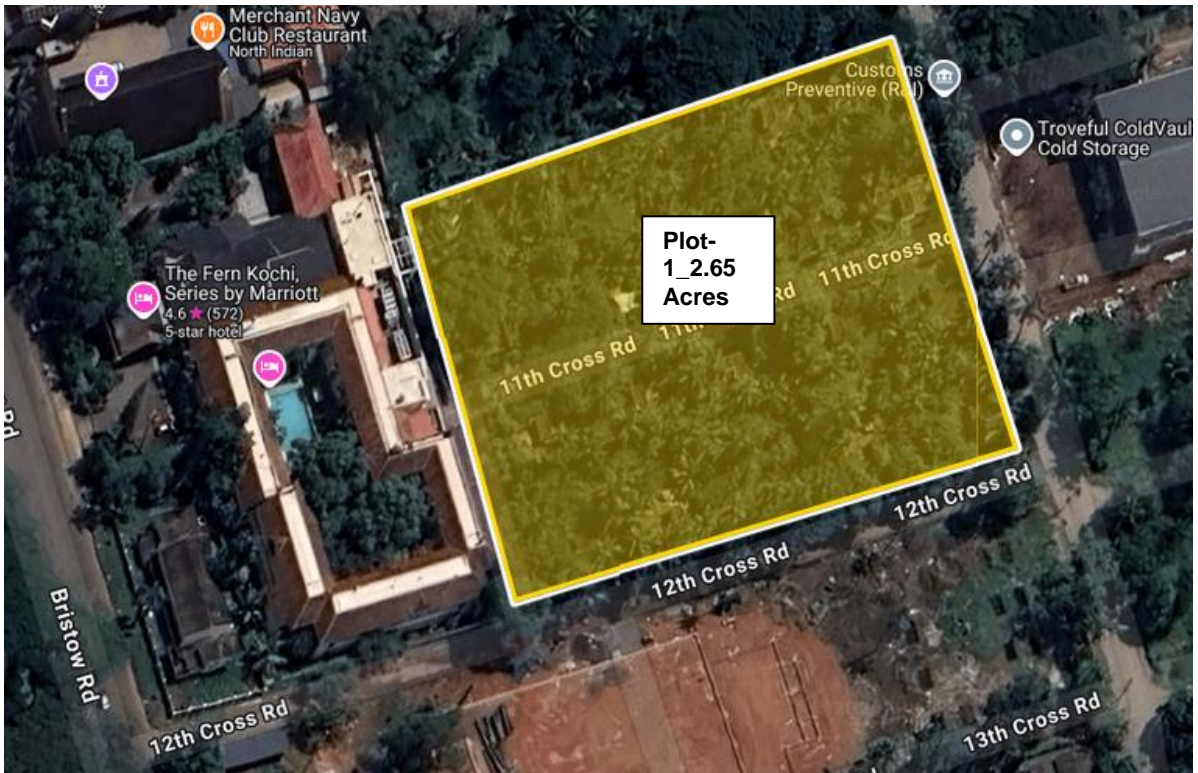 Merchant Navy
Club Restaurant
North Indian
Customs
Preventive (R&I)
Troveful ColdVaul
Cold Storage
Plot-
1_2.65
Acres
The Fern Kochi,
Series by Marriott
4.6 ★ (572)
5-star hotel
11th Cross Rd
11th
Rd
11th Cross Rd
12th Cross Rd
12th Cross Rd
Bristow Rd
12th Cross Rd
13th Cross Rd
Rd
Rd